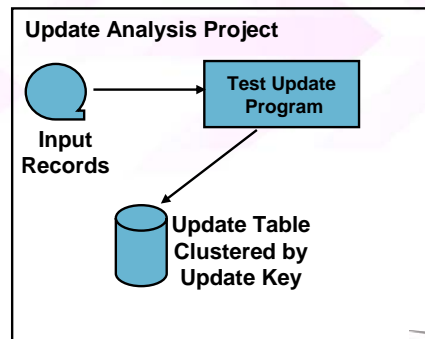 Update Analysis Project
Test Update
Program
Input
Records
Update Table
Clustered by
Update Key